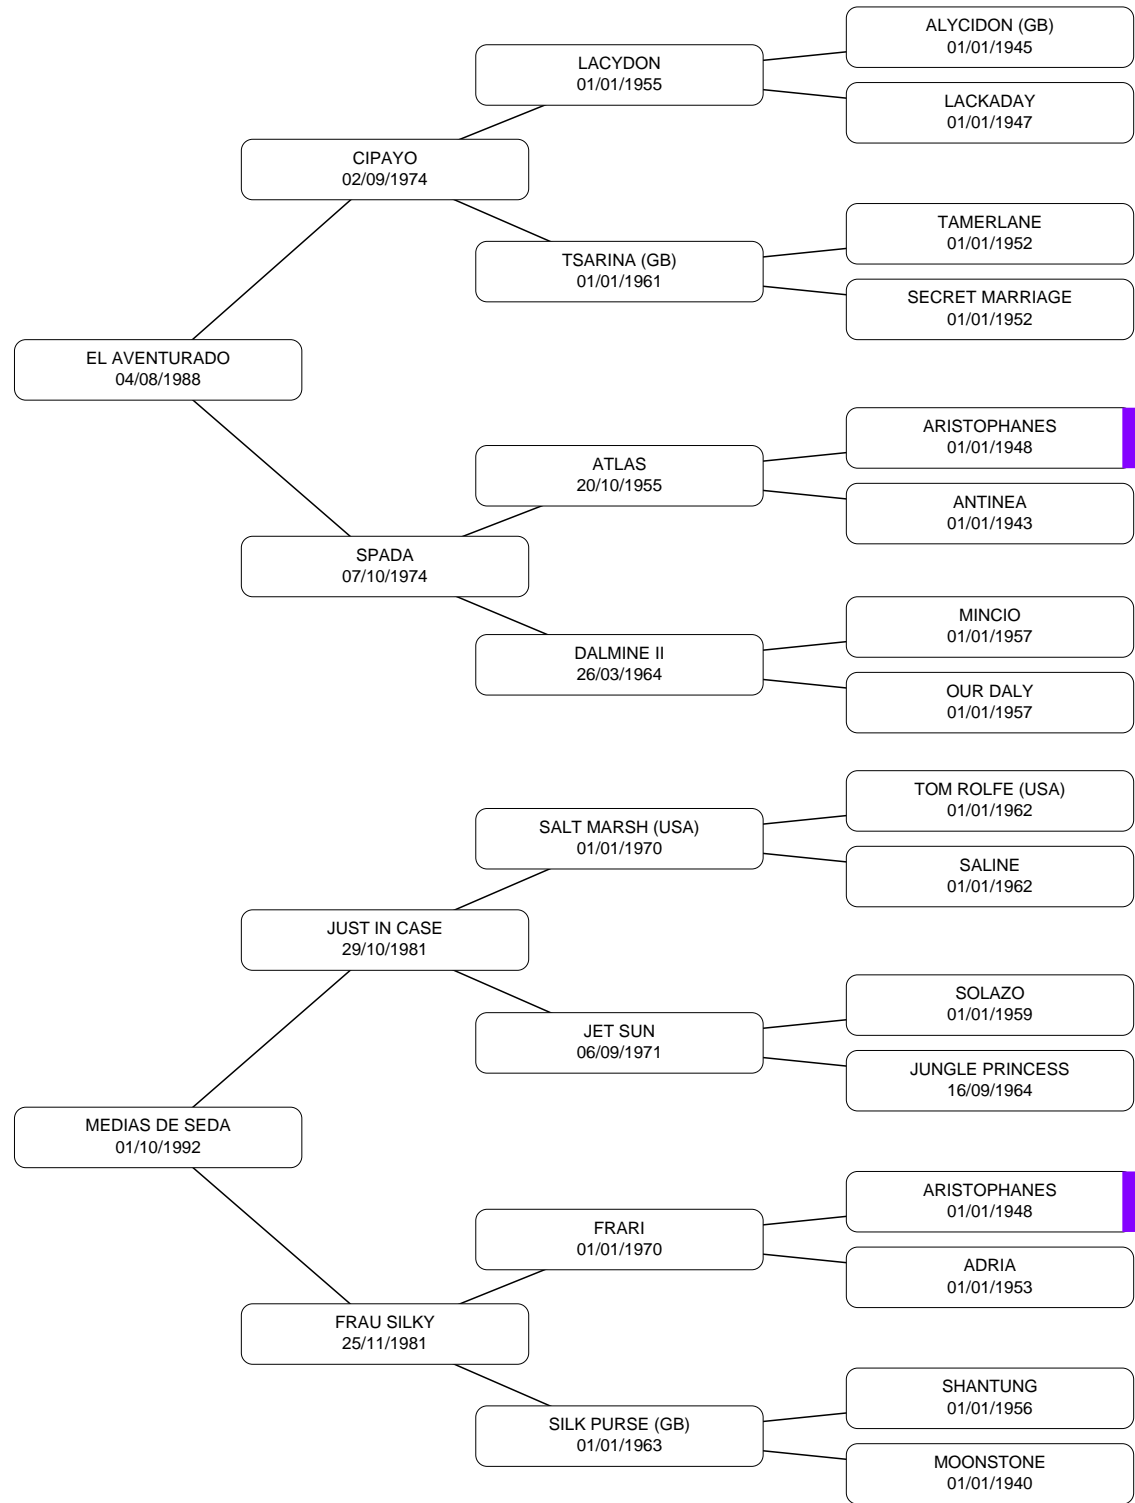 ALYCIDON (GB)
01/01/1945
LACYDON
01/01/1955
LACKADAY
01/01/1947
CIPAYO
02/09/1974
TAMERLANE
01/01/1952
TSARINA (GB)
01/01/1961
SECRET MARRIAGE
01/01/1952
EL AVENTURADO
04/08/1988
ARISTOPHANES
01/01/1948
ATLAS
20/10/1955
ANTINEA
01/01/1943
SPADA
07/10/1974
MINCIO
01/01/1957
DALMINE II
26/03/1964
OUR DALY
01/01/1957
TOM ROLFE (USA)
01/01/1962
SALT MARSH (USA)
01/01/1970
SALINE
01/01/1962
JUST IN CASE
29/10/1981
SOLAZO
01/01/1959
JET SUN
06/09/1971
JUNGLE PRINCESS
16/09/1964
MEDIAS DE SEDA
01/10/1992
ARISTOPHANES
01/01/1948
FRARI
01/01/1970
ADRIA
01/01/1953
FRAU SILKY
25/11/1981
SHANTUNG
01/01/1956
SILK PURSE (GB)
01/01/1963
MOONSTONE
01/01/1940